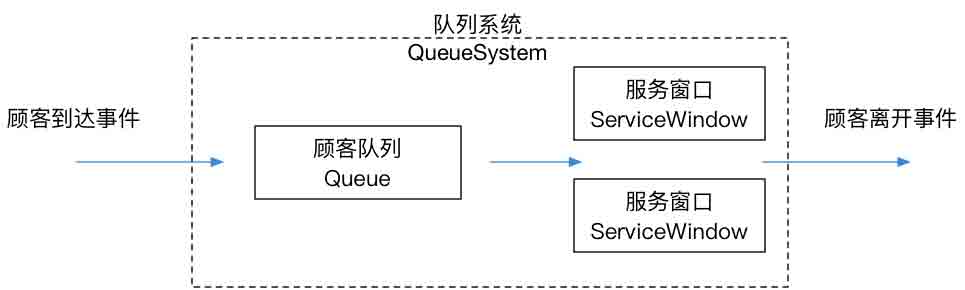 队列系统
QueueSystem
顾客到达事件
顾客队列
Queue
服务窗口
ServiceWindow
服务窗口
ServiceWindow
顾客离开事件